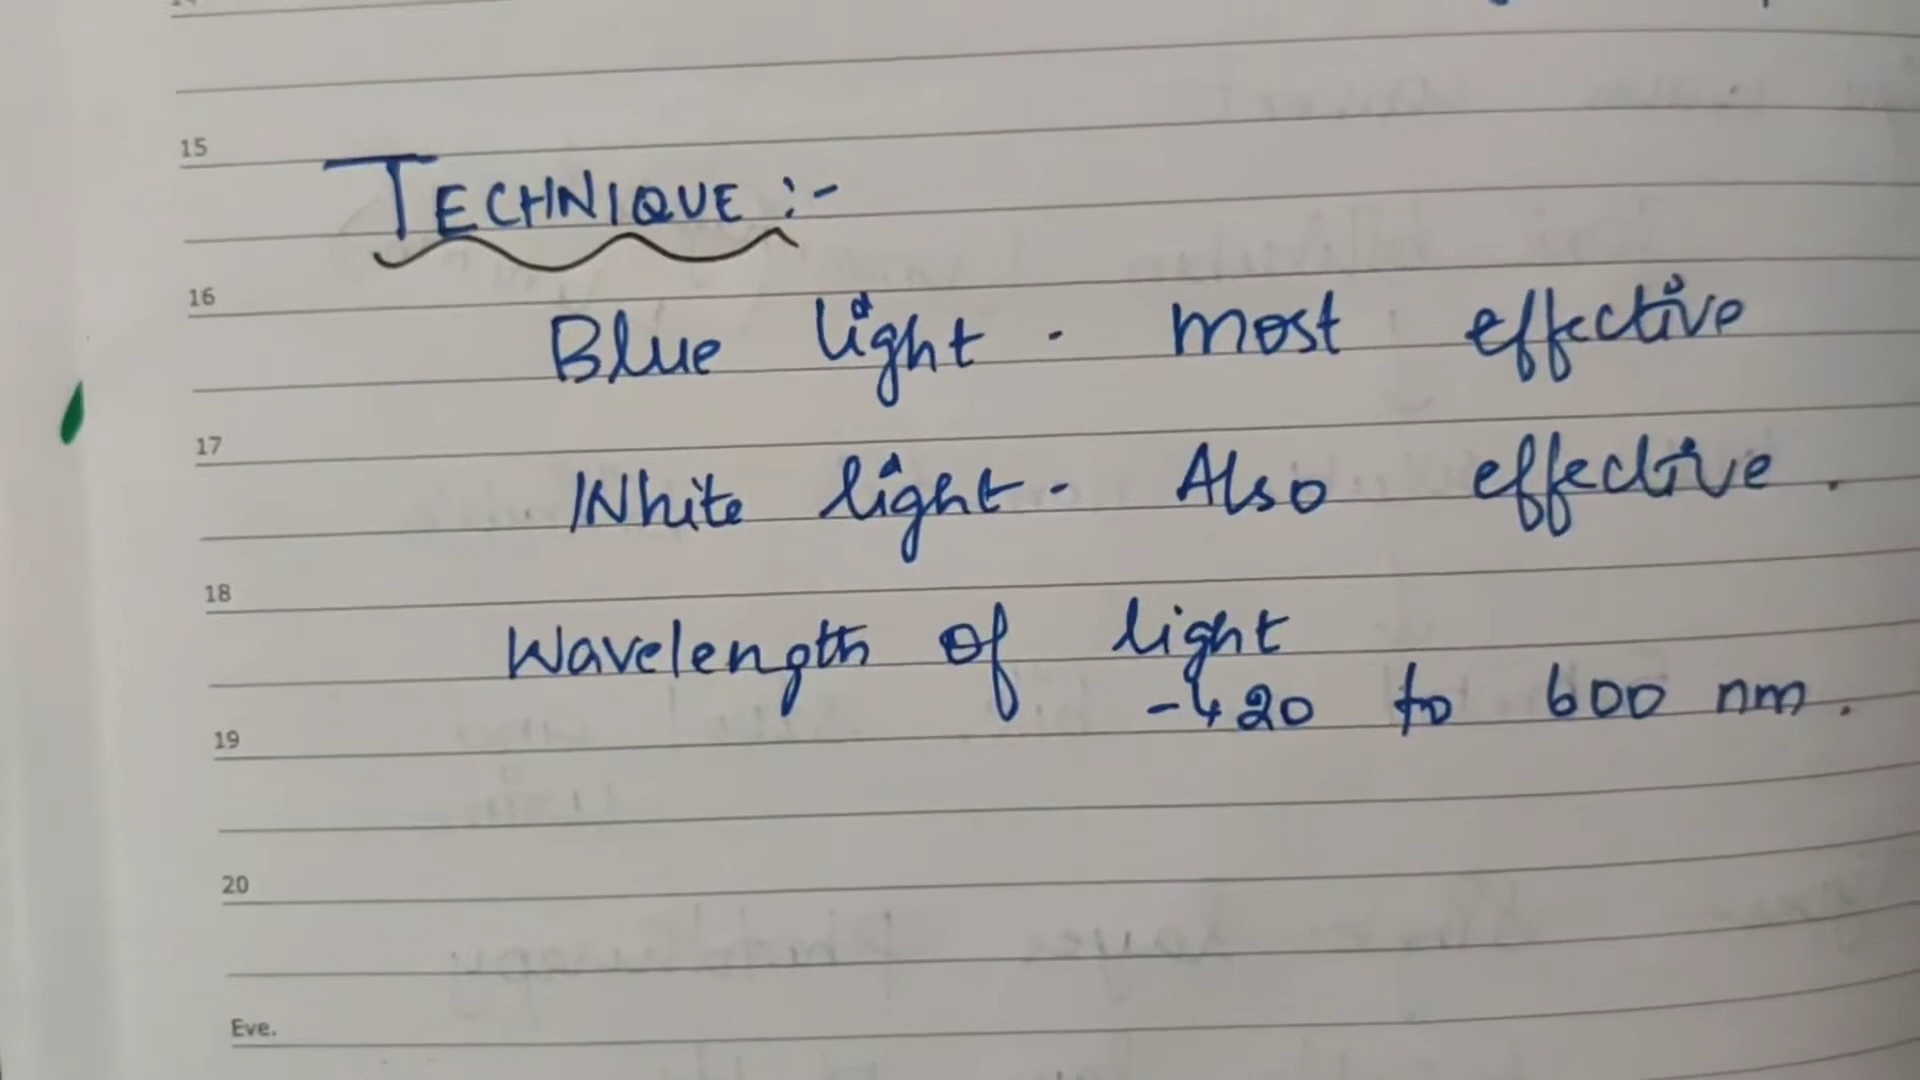 15
TECHNIQUE :-
16
Blue light - most effective
17
White light - Also effective .
18
Wavelength of light
- 420 to 600 nm .
19
20
Eve.